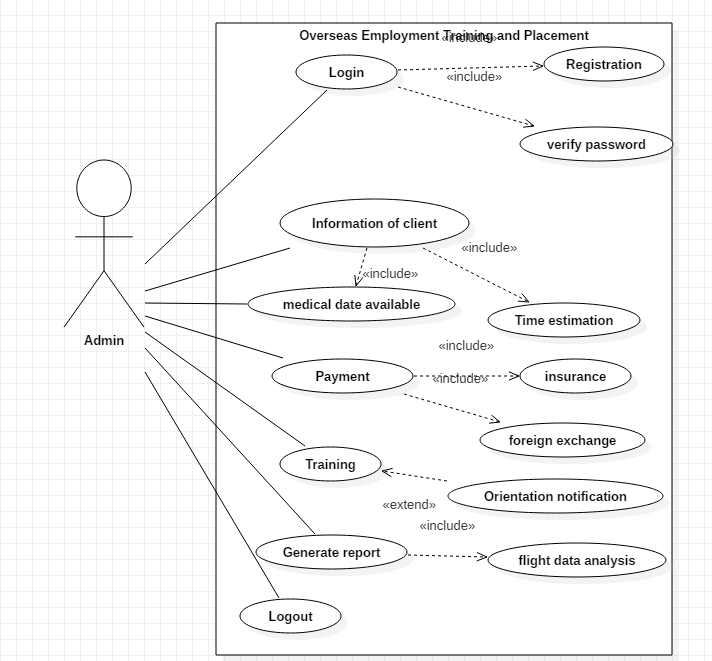 Overseas Employment Training and Placement
«include»
Login
Registration
«include»
verify password
Information of client
«include»
«include»
medical date available
Time estimation
Admin
«include»
Payment
«include»
insurance
foreign exchange
Training
Orientation notification
«extend»
«include»
Generate report
flight data analysis
Logout